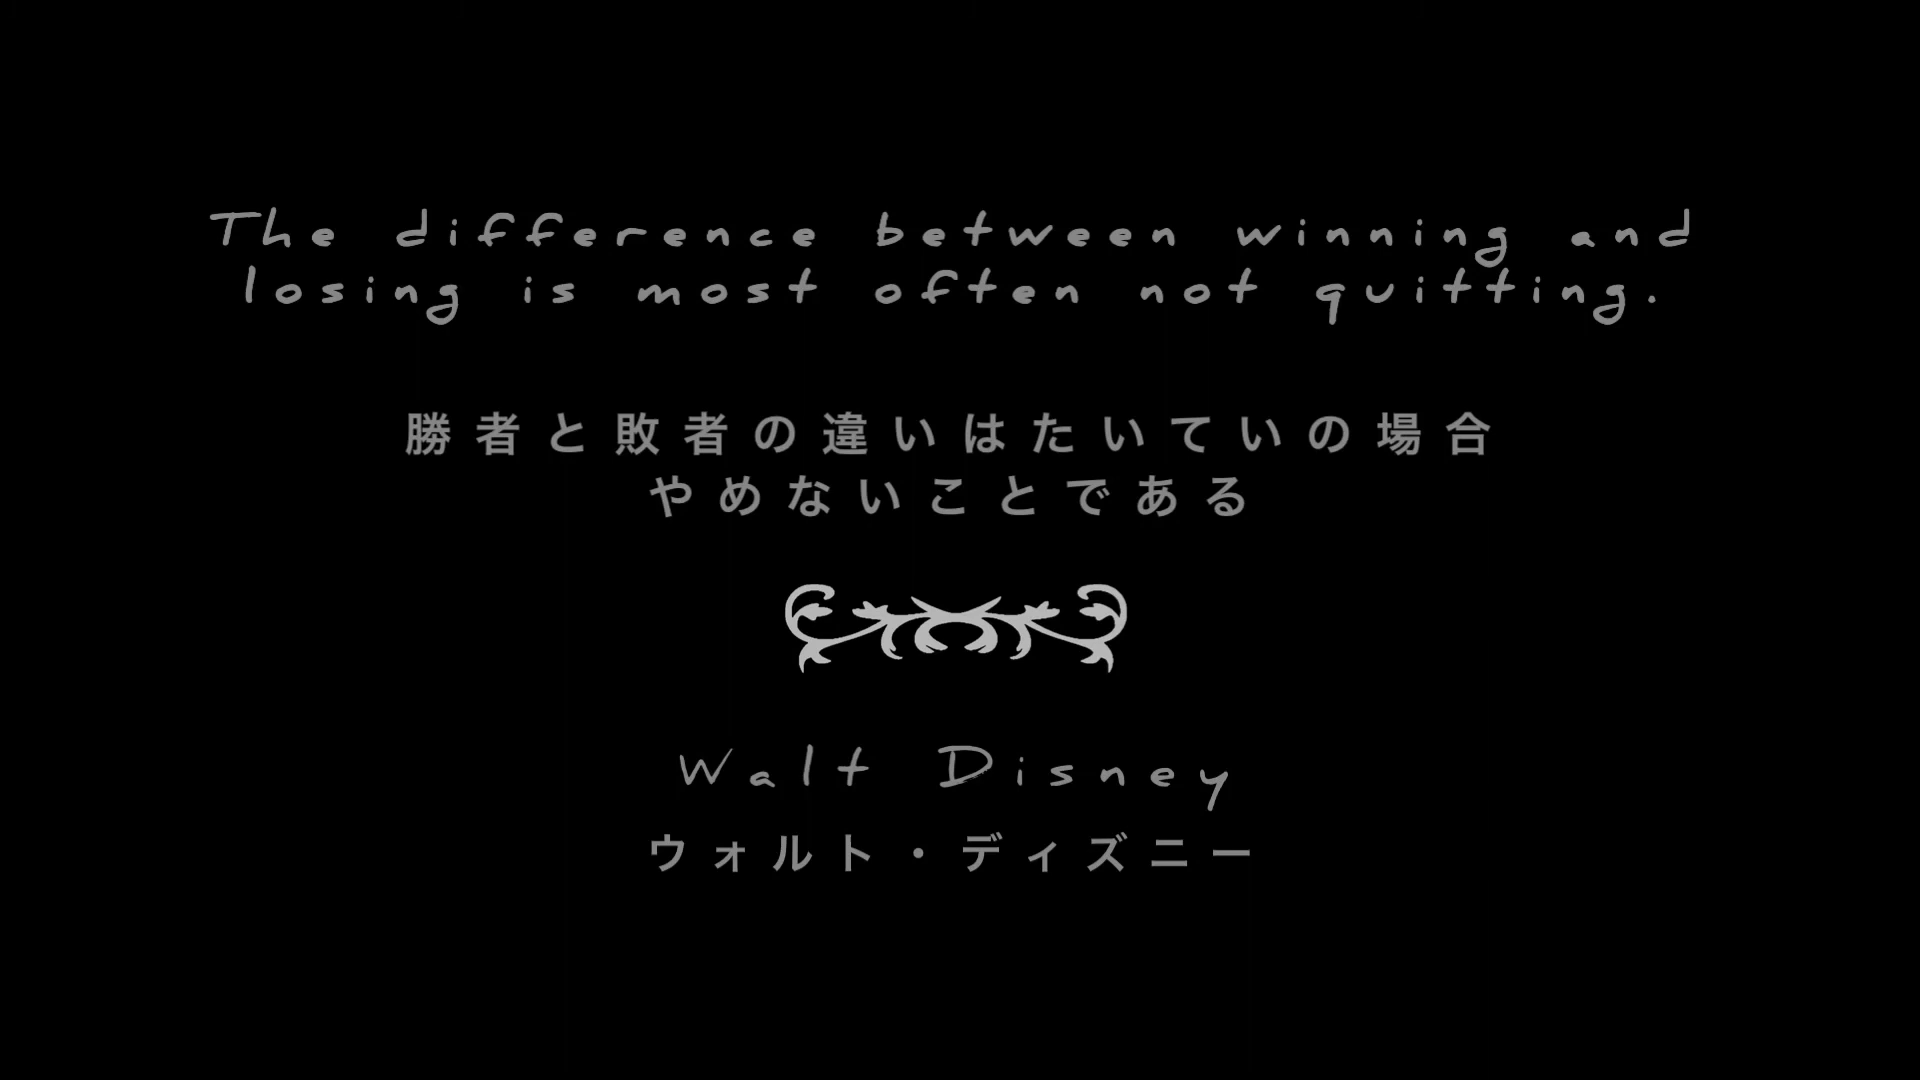 The difference between winning and
losing is most often not quitting.
勝者と敗者の違いはたいていの場合
やめないことである
Walt Disney
ウォルト・ディズニー